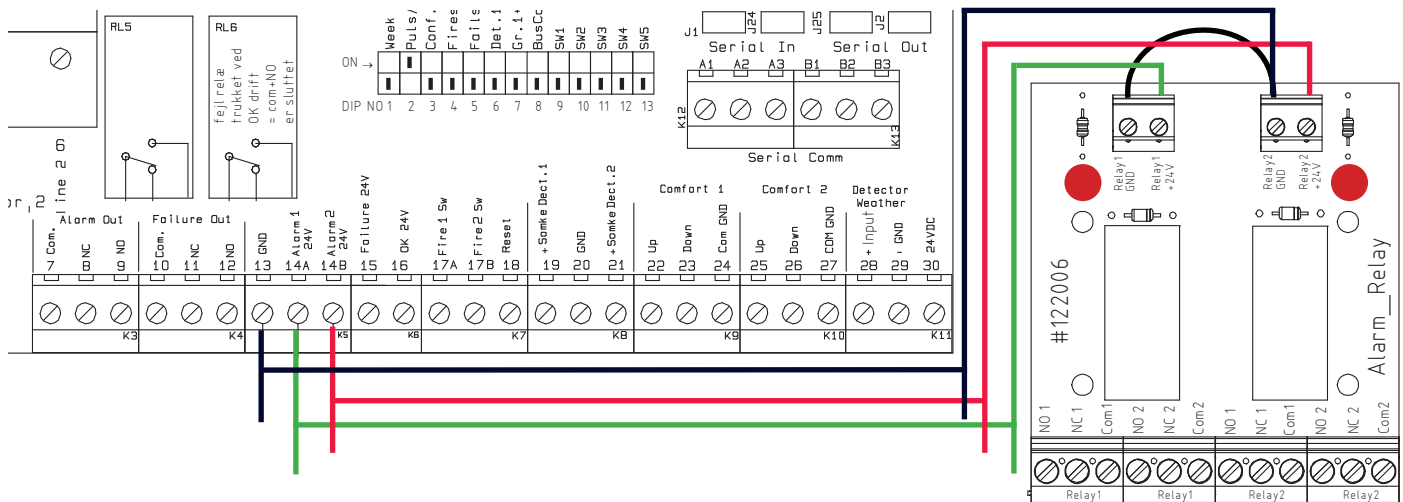 RL5
RL6
fejl relæ
trukket ved
OK drift
= com+NO
er sluttet
Week
Puls/
Conf.
Fires
Fails
Det.1
Gr.1+
BusCo
SW1
SW2
SW3
SW4
SW5
ON →
DIP NO 1 2 3 4 5 6 7 8 9 10 11 12 13
J1
J24
J25
J2
Serial In
Serial Out
A1 A2 A3 B1 B2 B3
K12
K13
Serial Comm
or_2
line 2 6
Alarm Out
Failure Out
Comfort 1
Comfort 2
Detector
Weather
Com.
NC
NO
Com.
NC
NO
GND
Alarm 1
24V
Alarm 2
24V
Failure 24V
OK 24V
Fire 1 Sw
Fire 2 Sw
Reset
+Somke Dect.1
GND
+Somke Dect.2
Up
Down
Com GND
Up
Down
COM GND
+ Input
- GND
24VDC
7 8 9 10 11 12 13 14A 14B 15 16 17A 17B 18 19 20 21 22 23 24 25 26 27 28 29 30
K3 K4 K5 K6 K7 K8 K9 K10 K11
Relay1
GND
Relay1
+24V
Relay2
GND
Relay2
+24V
#122006
Alarm_Relay
NO 1
NC 1
Com1
NO 2
NC 2
Com2
NO 1
NC 1
Com1
NO 2
NC 2
Com2
Relay1 Relay1 Relay2 Relay2